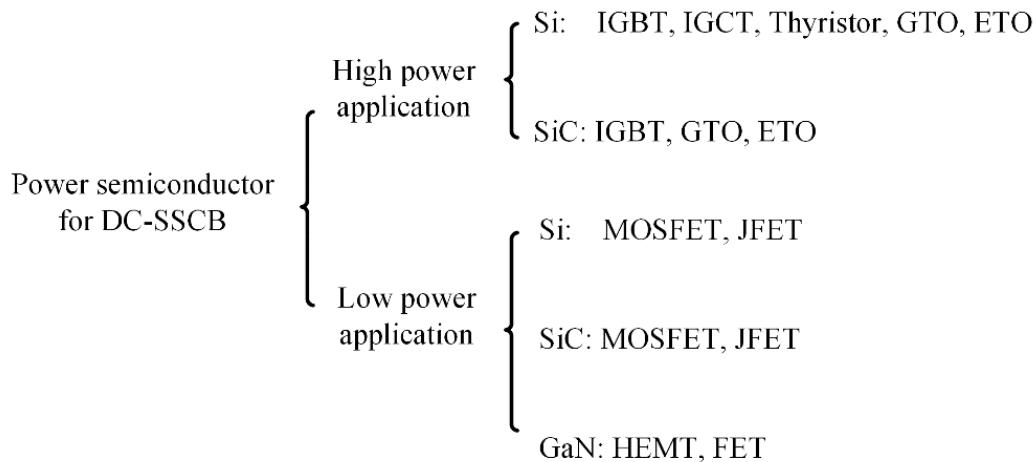 Power semiconductor
for DC-SSCB
High power
application
Si: IGBT, IGCT, Thyristor, GTO, ETO
SiC: IGBT, GTO, ETO
Low power
application
Si: MOSFET, JFET
SiC: MOSFET, JFET
GaN: HEMT, FET